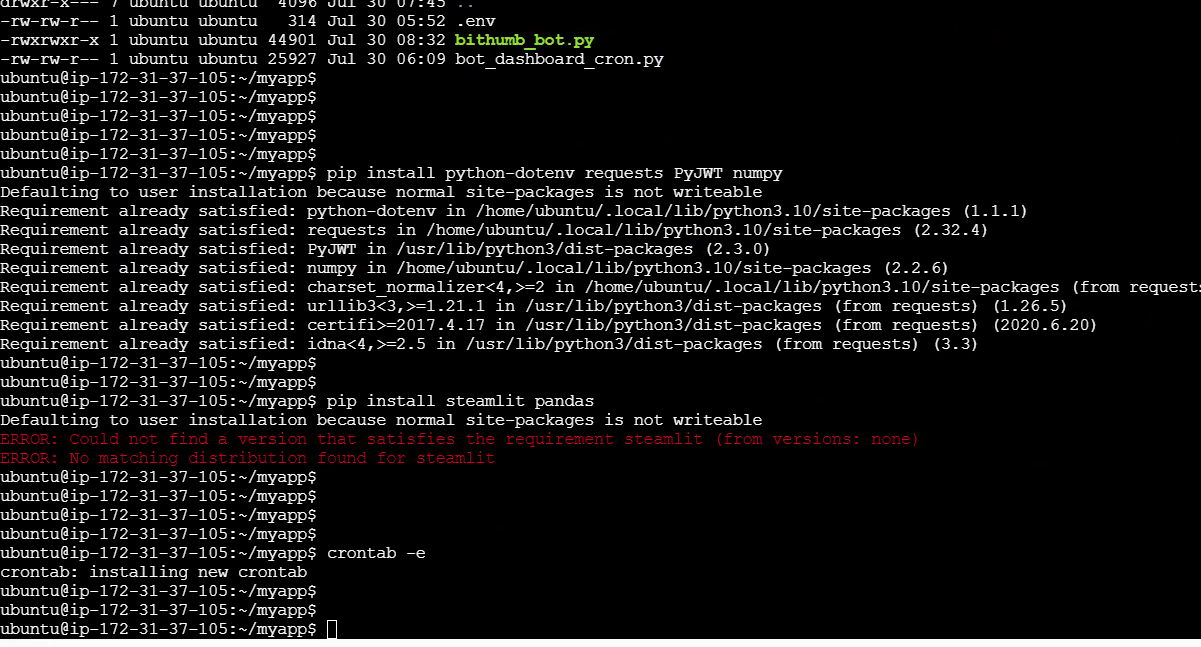 drwxr-x--- 7 ubuntu ubuntu  4096 Jul 30 07:45 ..
-rw-rw-r-- 1 ubuntu ubuntu   314 Jul 30 05:52 .env
-rwxrwxr-x 1 ubuntu ubuntu 44901 Jul 30 08:32 bithumb_bot.py
-rw-rw-r-- 1 ubuntu ubuntu 25927 Jul 30 06:09 bot_dashboard_cron.py
ubuntu@ip-172-31-37-105:~/myapp$
ubuntu@ip-172-31-37-105:~/myapp$
ubuntu@ip-172-31-37-105:~/myapp$
ubuntu@ip-172-31-37-105:~/myapp$
ubuntu@ip-172-31-37-105:~/myapp$
ubuntu@ip-172-31-37-105:~/myapp$ pip install python-dotenv requests PyJWT numpy
Defaulting to user installation because normal site-packages is not writeable
Requirement already satisfied: python-dotenv in /home/ubuntu/.local/lib/python3.10/site-packages (1.1.1)
Requirement already satisfied: requests in /home/ubuntu/.local/lib/python3.10/site-packages (2.32.4)
Requirement already satisfied: PyJWT in /usr/lib/python3/dist-packages (2.3.0)
Requirement already satisfied: numpy in /home/ubuntu/.local/lib/python3.10/site-packages (2.2.6)
Requirement already satisfied: charset_normalizer<4,>=2 in /home/ubuntu/.local/lib/python3.10/site-packages (from requests
Requirement already satisfied: urllib3<3,>=1.21.1 in /usr/lib/python3/dist-packages (from requests) (1.26.5)
Requirement already satisfied: certifi>=2017.4.17 in /usr/lib/python3/dist-packages (from requests) (2020.6.20)
Requirement already satisfied: idna<4,>=2.5 in /usr/lib/python3/dist-packages (from requests) (3.3)
ubuntu@ip-172-31-37-105:~/myapp$
ubuntu@ip-172-31-37-105:~/myapp$
ubuntu@ip-172-31-37-105:~/myapp$ pip install steamlit pandas
Defaulting to user installation because normal site-packages is not writeable
ERROR: Could not find a version that satisfies the requirement steamlit (from versions: none)
ERROR: No matching distribution found for steamlit
ubuntu@ip-172-31-37-105:~/myapp$
ubuntu@ip-172-31-37-105:~/myapp$
ubuntu@ip-172-31-37-105:~/myapp$
ubuntu@ip-172-31-37-105:~/myapp$
ubuntu@ip-172-31-37-105:~/myapp$ crontab -e
crontab: installing new crontab
ubuntu@ip-172-31-37-105:~/myapp$
ubuntu@ip-172-31-37-105:~/myapp$
ubuntu@ip-172-31-37-105:~/myapp$